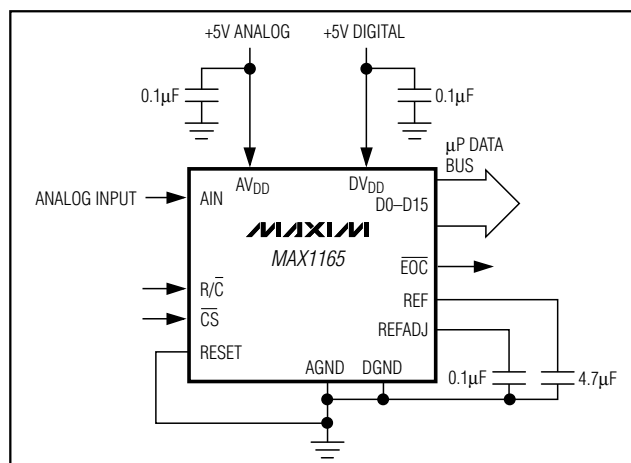 +5V ANALOG
+5V DIGITAL
0.1µF
0.1µF
µP DATA
BUS
ANALOG INPUT
AIN
AVDD
DVDD
D0–D15
MAXIM
MAX1165
EOC
R/C
REF
CS
REFADJ
RESET
AGND
DGND
0.1µF
4.7µF